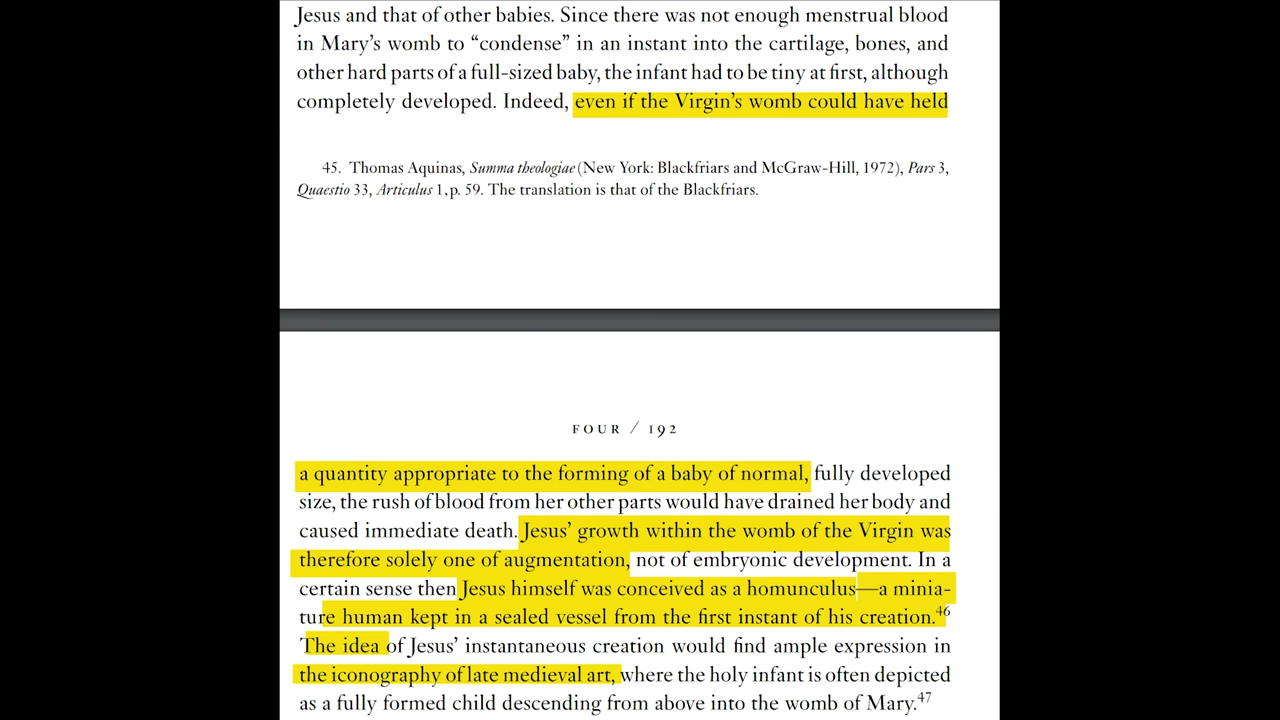 Jesus and that of other babies. Since there was not enough menstrual blood
in Mary’s womb to “condense” in an instant into the cartilage, bones, and
other hard parts of a full-sized baby, the infant had to be tiny at first, although
completely developed. Indeed, even if the Virgin’s womb could have held
45. Thomas Aquinas, Summa theologiae (New York: Blackfriars and McGraw-Hill, 1972), Pars 3,
Quaestio 33, Articulus 1, p. 59. The translation is that of the Blackfriars.
FOUR / 192
a quantity appropriate to the forming of a baby of normal, fully developed
size, the rush of blood from her other parts would have drained her body and
caused immediate death. Jesus’ growth within the womb of the Virgin was
therefore solely one of augmentation, not of embryonic development. In a
certain sense then Jesus himself was conceived as a homunculus—a minia-
ture human kept in a sealed vessel from the first instant of his creation.46
The idea of Jesus’ instantaneous creation would find ample expression in
the iconography of late medieval art, where the holy infant is often depicted
as a fully formed child descending from above into the womb of Mary.47